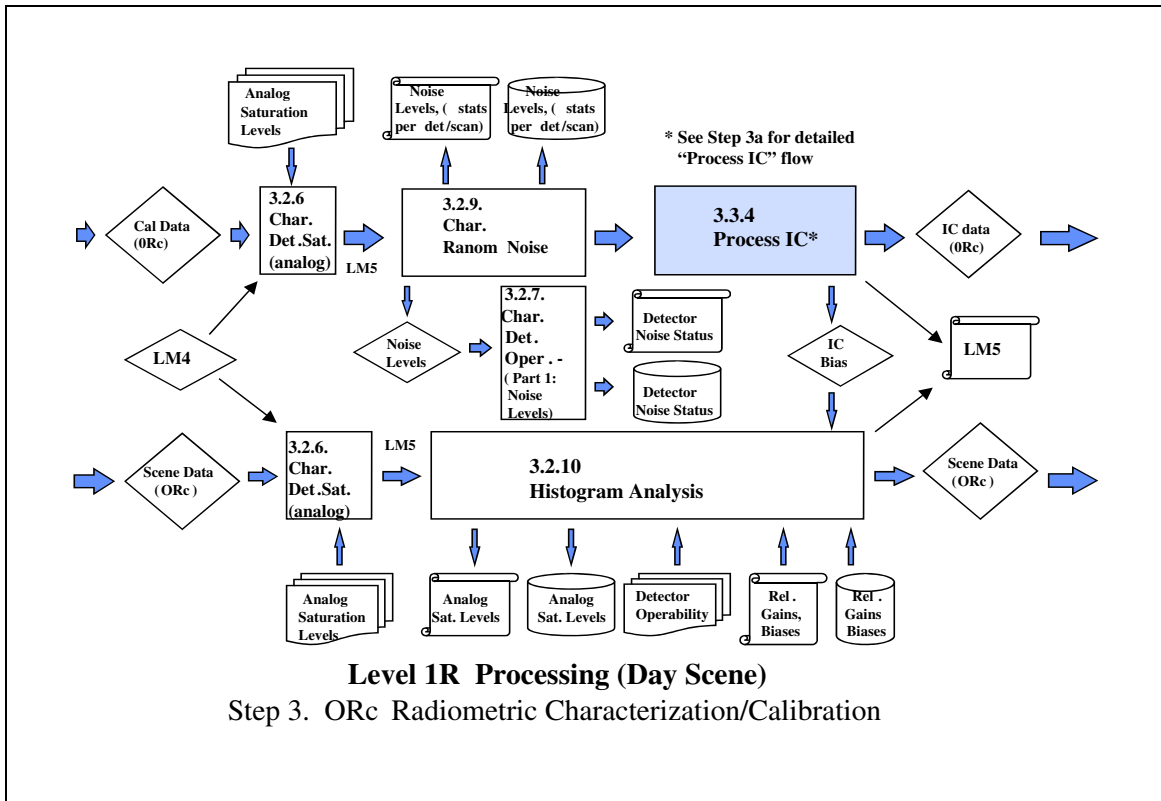 Analog
Saturation
Levels
Noise
Levels, ( stats
per det/scan)
Noise
Levels, ( stats
per det/scan)
* See Step 3a for detailed
“Process IC” flow
Cal Data
(0Rc)
3.2.6
Char.
Det.Sat.
(analog)
LM5
3.2.9.
Char.
Ranom Noise
3.3.4
Process IC*
IC data
(0Rc)
LM4
Noise
Levels
3.2.7.
Char.
Det.
Oper. -
( Part 1:
Noise
Levels)
Detector
Noise Status
Detector
Noise Status
IC
Bias
LM5
Scene Data
(ORc )
3.2.6.
Char.
Det.Sat.
(analog)
LM5
3.2.10
Histogram Analysis
Scene Data
(ORc )
Analog
Saturation
Levels
Analog
Sat. Levels
Analog
Sat. Levels
Detector
Operability
Rel .
Gains,
Biases
Rel .
Gains
Biases
Level 1R Processing (Day Scene)
Step 3. ORc Radiometric Characterization/Calibration